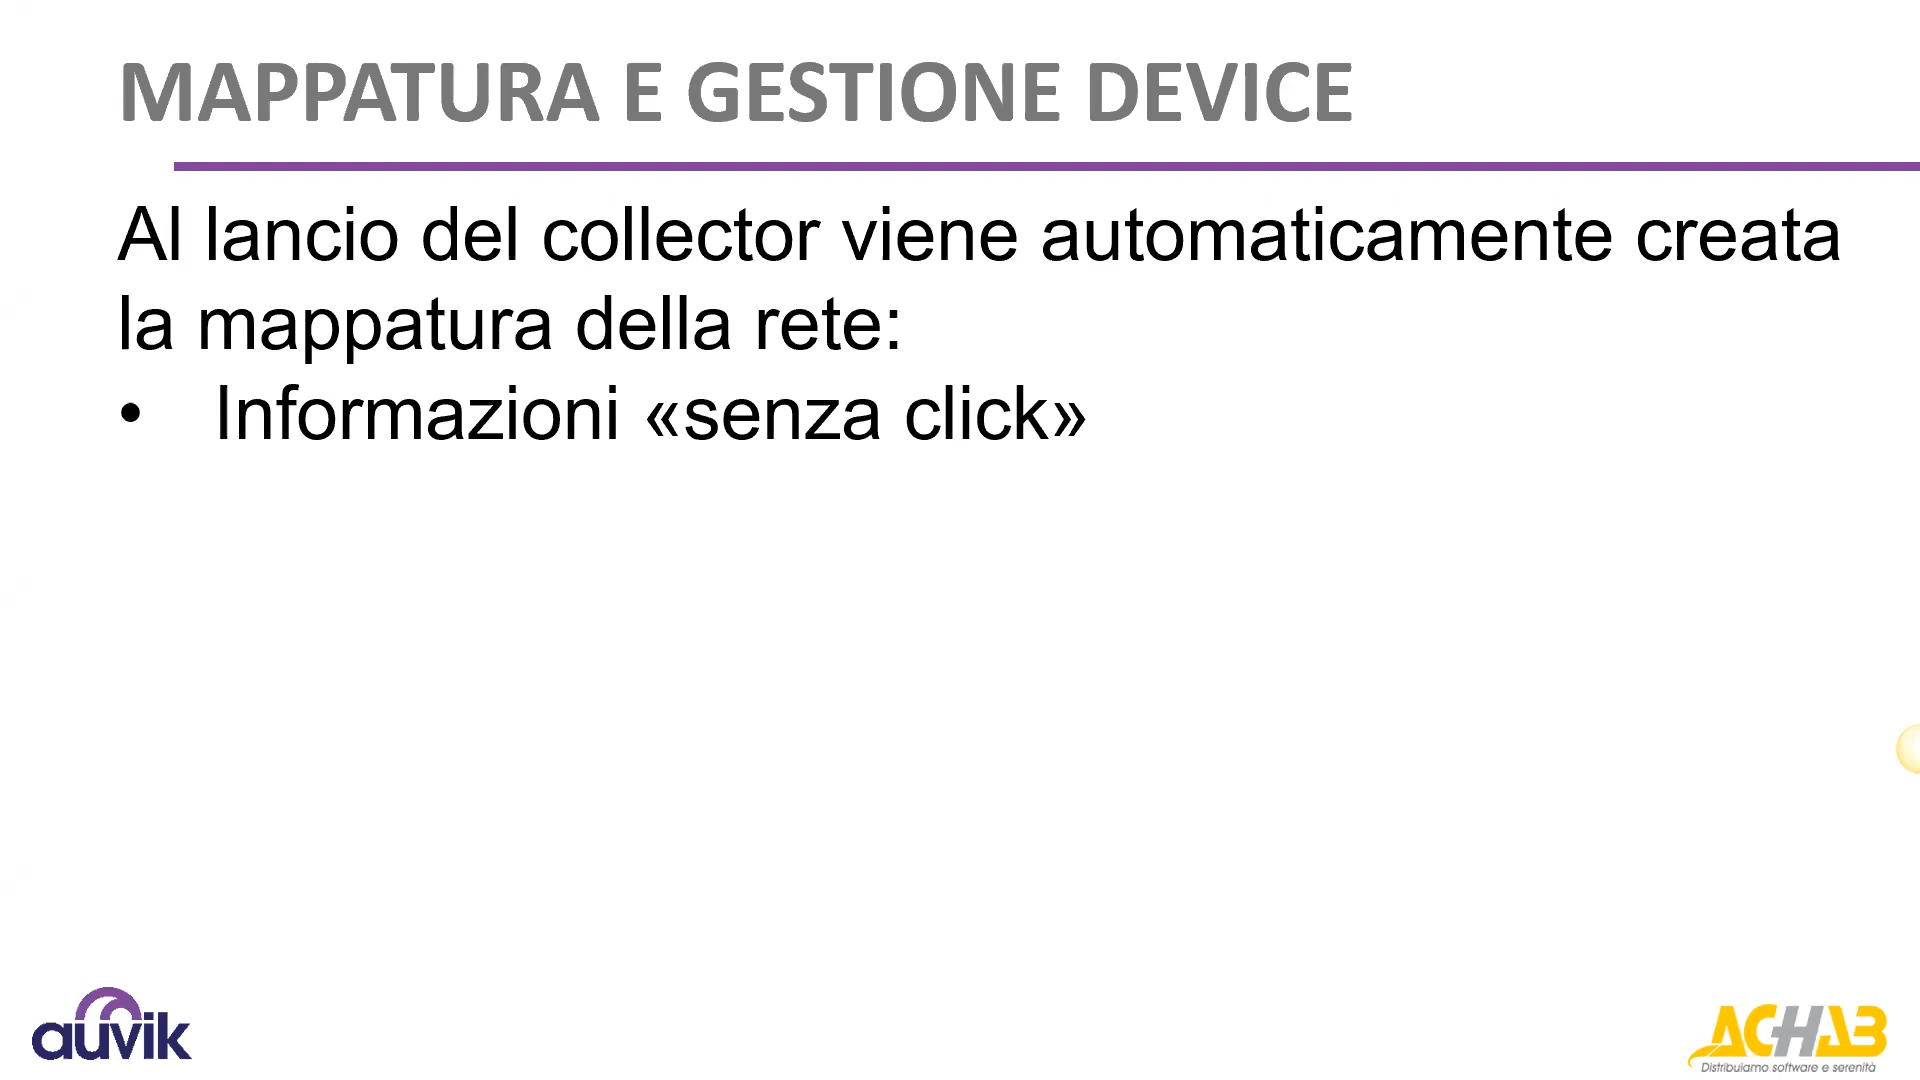 MAPPATURA E GESTIONE DEVICE
Al lancio del collector viene automaticamente creata
la mappatura della rete:
• Informazioni «senza click»
auvik
ACHAB
Distribuiamo software e serenità